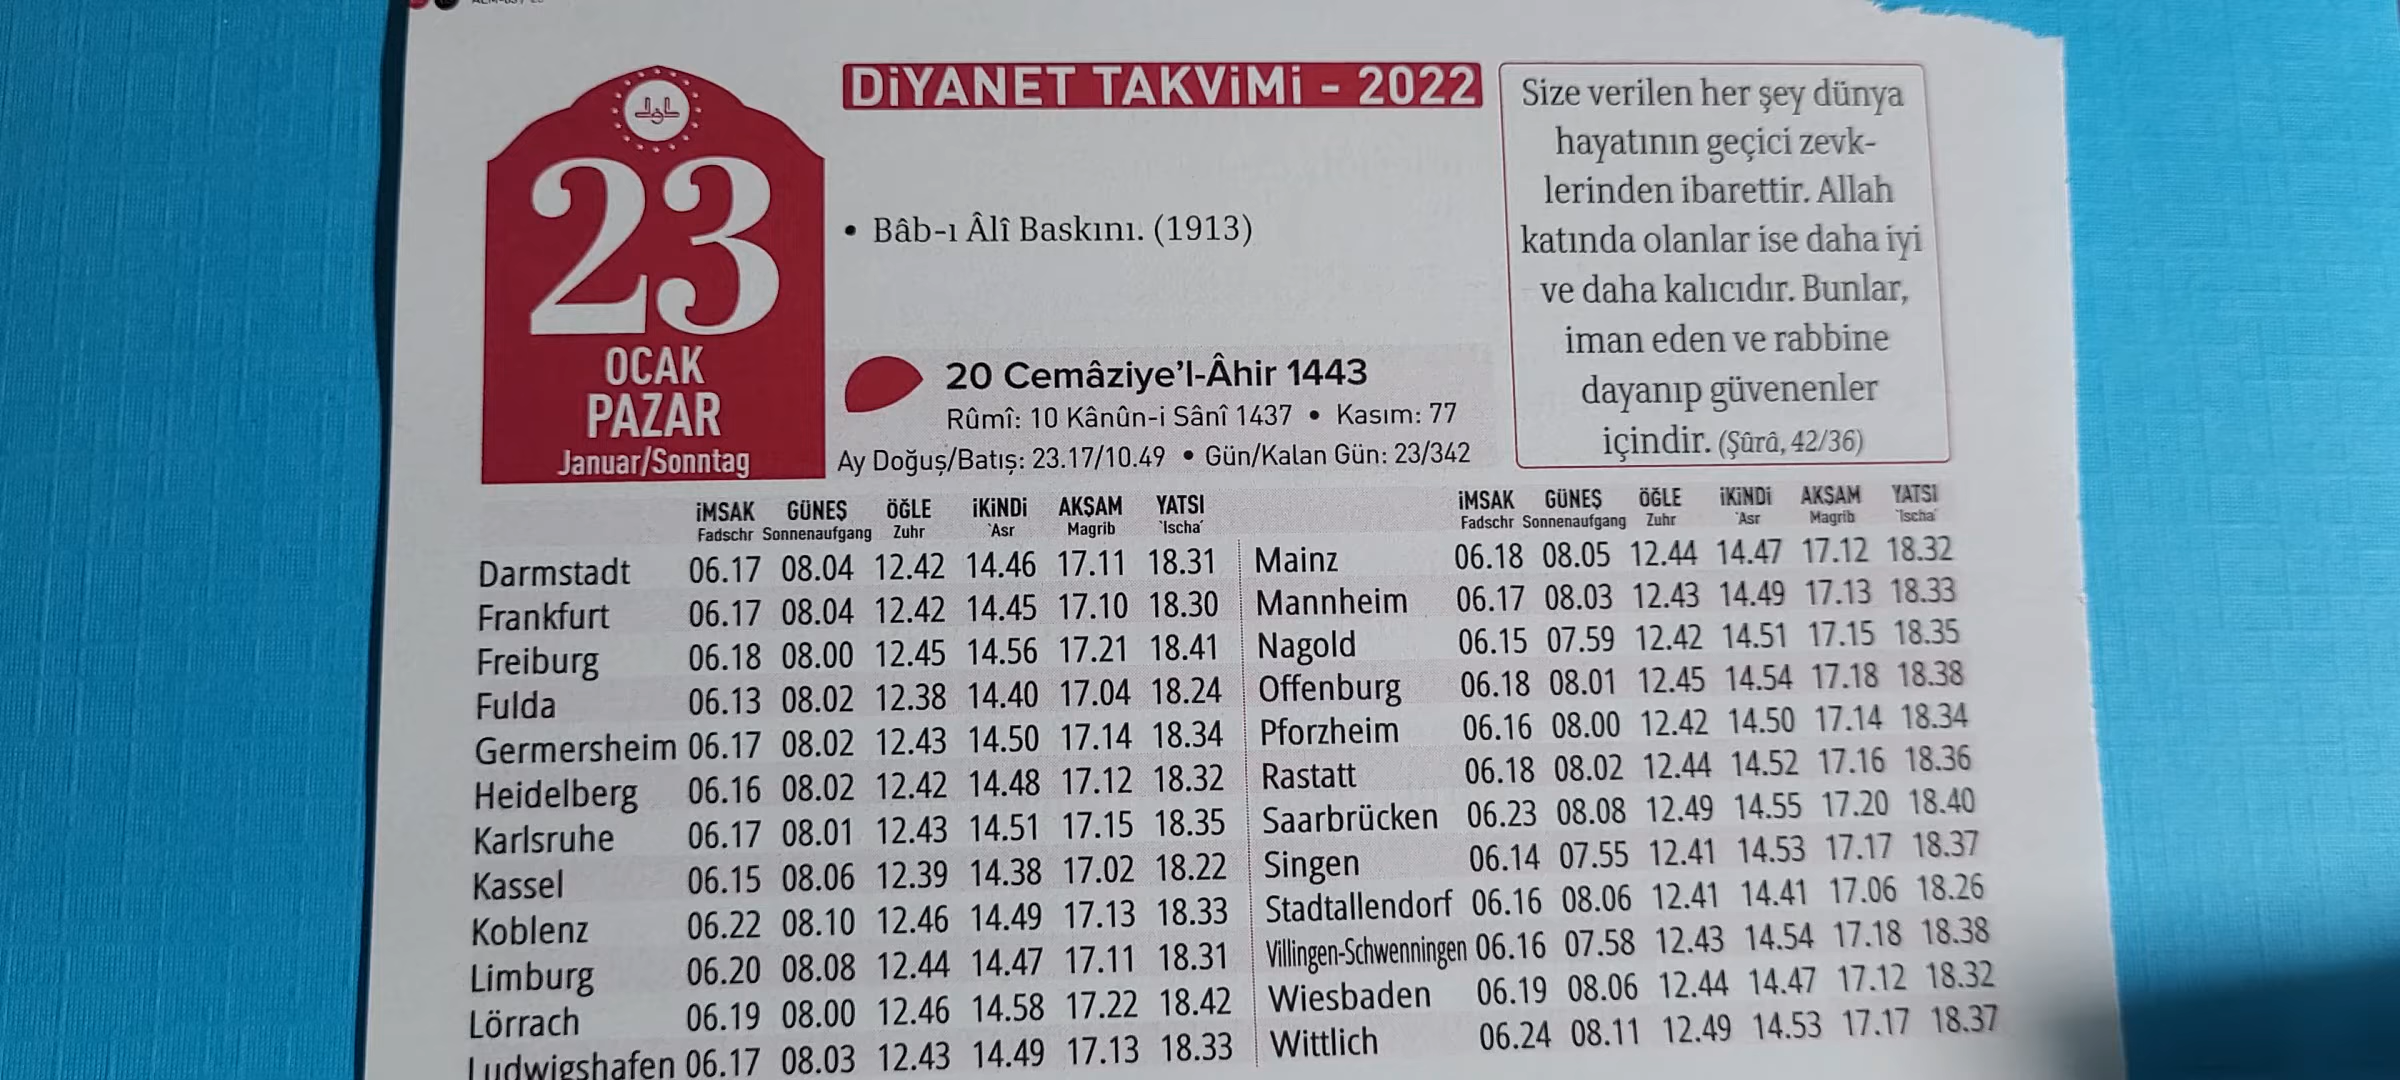 DİYANET TAKVİMİ - 2022
23
OCAK
PAZAR
Januar/Sonntag
• Bâb-ı Âlî Baskını. (1913)
20 Cemâziye'l-Âhir 1443
Rûmî: 10 Kânûn-i Sânî 1437 • Kasım: 77
Ay Doğuş/Batış: 23.17/10.49 • Gün/Kalan Gün: 23/342
Size verilen her şey dünya
hayatının geçici zevk-
lerinden ibarettir. Allah
katında olanlar ise daha iyi
ve daha kalıcıdır. Bunlar,
iman eden ve rabbine
dayanıp güvenenler
içindir. (Şûrâ, 42/36)
İMSAK GÜNEŞ ÖĞLE İKİNDİ AKŞAM YATSI
Fadschr Sonnenaufgang Zuhr `Asr Magrib `Ischa´
Darmstadt 06.17 08.04 12.42 14.46 17.11 18.31
Frankfurt 06.17 08.04 12.42 14.45 17.10 18.30
Freiburg 06.18 08.00 12.45 14.56 17.21 18.41
Fulda 06.13 08.02 12.38 14.40 17.04 18.24
Germersheim 06.17 08.02 12.43 14.50 17.14 18.34
Heidelberg 06.16 08.02 12.42 14.48 17.12 18.32
Karlsruhe 06.17 08.01 12.43 14.51 17.15 18.35
Kassel 06.15 08.06 12.39 14.38 17.02 18.22
Koblenz 06.22 08.10 12.46 14.49 17.13 18.33
Limburg 06.20 08.08 12.44 14.47 17.11 18.31
Lörrach 06.19 08.00 12.46 14.58 17.22 18.42
Ludwigshafen 06.17 08.03 12.43 14.49 17.13 18.33
İMSAK GÜNEŞ ÖĞLE İKİNDİ AKŞAM YATSI
Fadschr Sonnenaufgang Zuhr `Asr Magrib `Ischa´
Mainz 06.18 08.05 12.44 14.47 17.12 18.32
Mannheim 06.17 08.03 12.43 14.49 17.13 18.33
Nagold 06.15 07.59 12.42 14.51 17.15 18.35
Offenburg 06.18 08.01 12.45 14.54 17.18 18.38
Pforzheim 06.16 08.00 12.42 14.50 17.14 18.34
Rastatt 06.18 08.02 12.44 14.52 17.16 18.36
Saarbrücken 06.23 08.08 12.49 14.55 17.20 18.40
Singen 06.14 07.55 12.41 14.53 17.17 18.37
Stadtallendorf 06.16 08.06 12.41 14.41 17.06 18.26
Villingen-Schwenningen 06.16 07.58 12.43 14.54 17.18 18.38
Wiesbaden 06.19 08.06 12.44 14.47 17.12 18.32
Wittlich 06.24 08.11 12.49 14.53 17.17 18.37